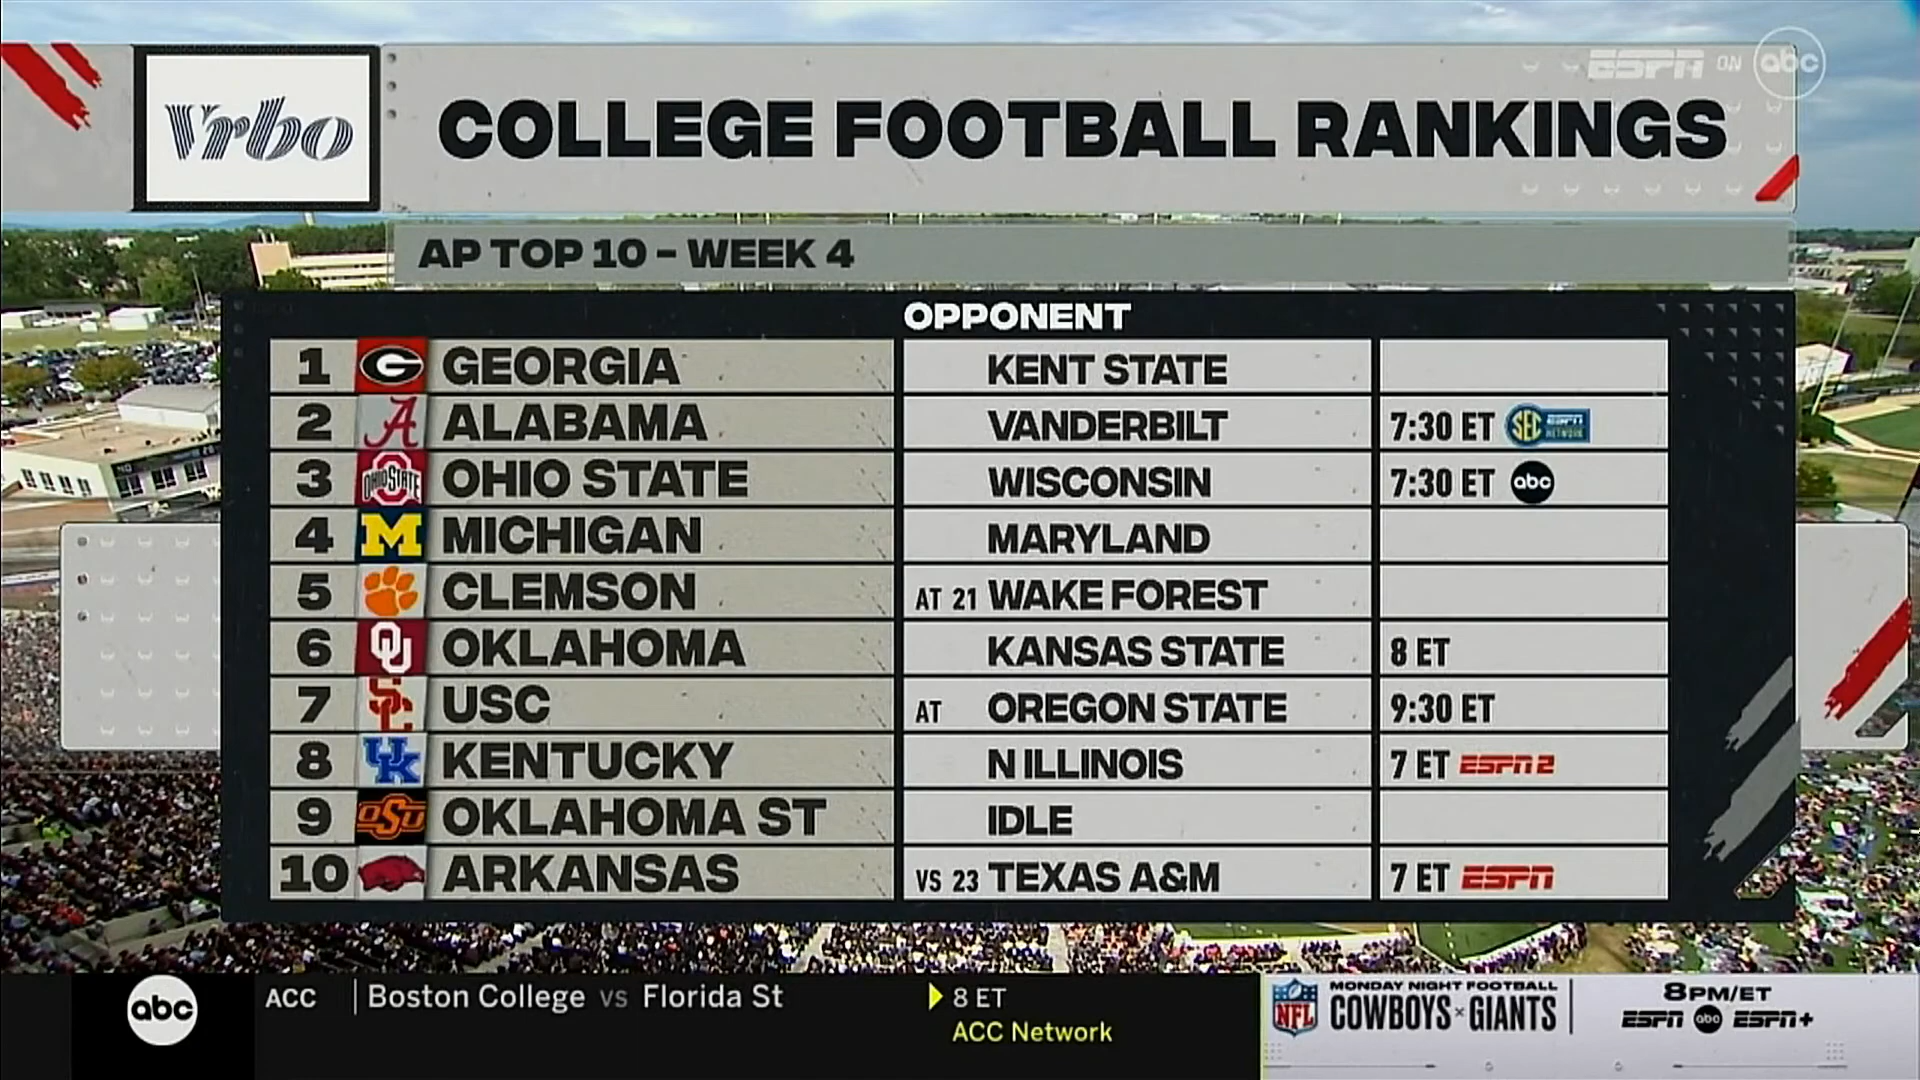 Vrbo
COLLEGE FOOTBALL RANKINGS
ESPN ON abc
AP TOP 10 - WEEK 4
OPPONENT
1 G GEORGIA KENT STATE
2 A ALABAMA VANDERBILT 7:30 ET SEC ESPN NETWORK
3 OHIO STATE OHIO STATE WISCONSIN 7:30 ET abc
4 M MICHIGAN MARYLAND
5 CLEMSON AT 21 WAKE FOREST
6 OU OKLAHOMA KANSAS STATE 8 ET
7 SC USC AT OREGON STATE 9:30 ET
8 UK KENTUCKY N ILLINOIS 7 ET ESPN2
9 OSU OKLAHOMA ST IDLE
10 ARKANSAS VS 23 TEXAS A&M 7 ET ESPN
abc ACC Boston College vs Florida St 8 ET
ACC Network
NFL MONDAY NIGHT FOOTBALL
COWBOYS × GIANTS
8PM/ET
ESPN abc ESPN+